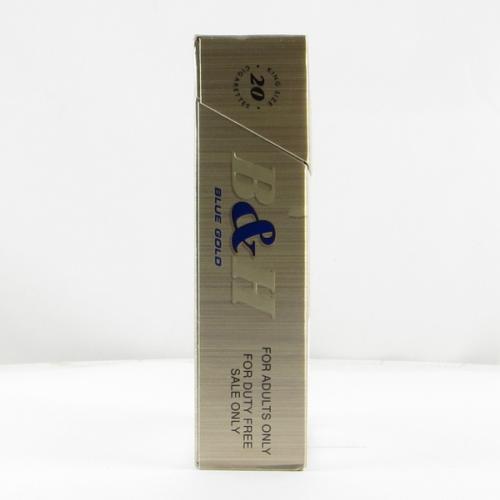 KING SIZE
20
CIGARETTES
B&H
BLUE GOLD
FOR ADULTS ONLY
FOR DUTY FREE
SALE ONLY